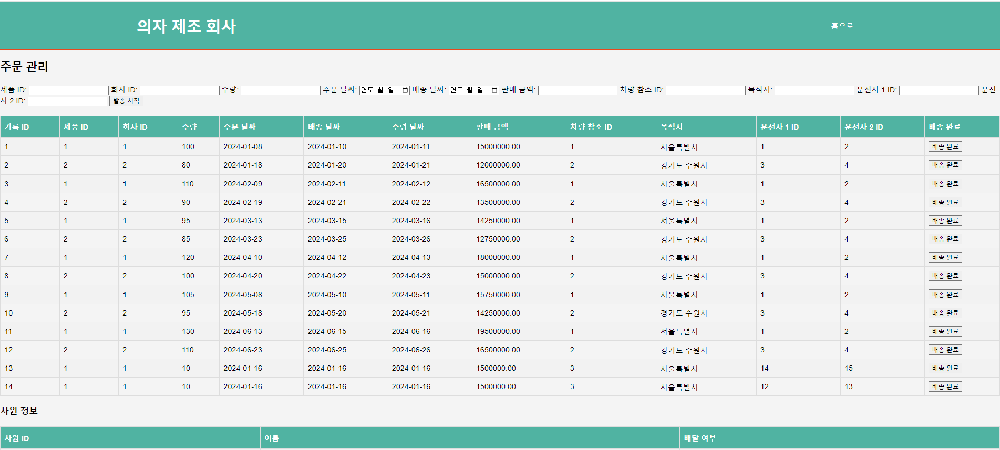 의자 제조 회사
홈으로
주문 관리
제품 ID: 회사 ID: 수량: 주문 날짜: 연도-월-일 배송 날짜: 연도-월-일 판매 금액: 차량 참조 ID: 목적지: 운전사 1 ID: 운전
사 2 ID: 발송 시작
기록 ID 제품 ID 회사 ID 수량 주문 날짜 배송 날짜 수령 날짜 판매 금액 차량 참조 ID 목적지 운전사 1 ID 운전사 2 ID 배송 완료
1 1 1 100 2024-01-08 2024-01-10 2024-01-11 15000000.00 1 서울특별시 1 2 배송 완료
2 2 2 80 2024-01-18 2024-01-20 2024-01-21 12000000.00 2 경기도 수원시 3 4 배송 완료
3 1 1 110 2024-02-09 2024-02-11 2024-02-12 16500000.00 1 서울특별시 1 2 배송 완료
4 2 2 90 2024-02-19 2024-02-21 2024-02-22 13500000.00 2 경기도 수원시 3 4 배송 완료
5 1 1 95 2024-03-13 2024-03-15 2024-03-16 14250000.00 1 서울특별시 1 2 배송 완료
6 2 2 85 2024-03-23 2024-03-25 2024-03-26 12750000.00 2 경기도 수원시 3 4 배송 완료
7 1 1 120 2024-04-10 2024-04-12 2024-04-13 18000000.00 1 서울특별시 1 2 배송 완료
8 2 2 100 2024-04-20 2024-04-22 2024-04-23 15000000.00 2 경기도 수원시 3 4 배송 완료
9 1 1 105 2024-05-08 2024-05-10 2024-05-11 15750000.00 1 서울특별시 1 2 배송 완료
10 2 2 95 2024-05-18 2024-05-20 2024-05-21 14250000.00 2 경기도 수원시 3 4 배송 완료
11 1 1 130 2024-06-13 2024-06-15 2024-06-16 19500000.00 1 서울특별시 1 2 배송 완료
12 2 2 110 2024-06-23 2024-06-25 2024-06-26 16500000.00 2 경기도 수원시 3 4 배송 완료
13 1 1 10 2024-01-16 2024-01-16 2024-01-16 1500000.00 3 서울특별시 14 15 배송 완료
14 1 1 10 2024-01-16 2024-01-16 2024-01-16 1500000.00 3 서울특별시 12 13 배송 완료
사원 정보
사원 ID 이름 배달 여부